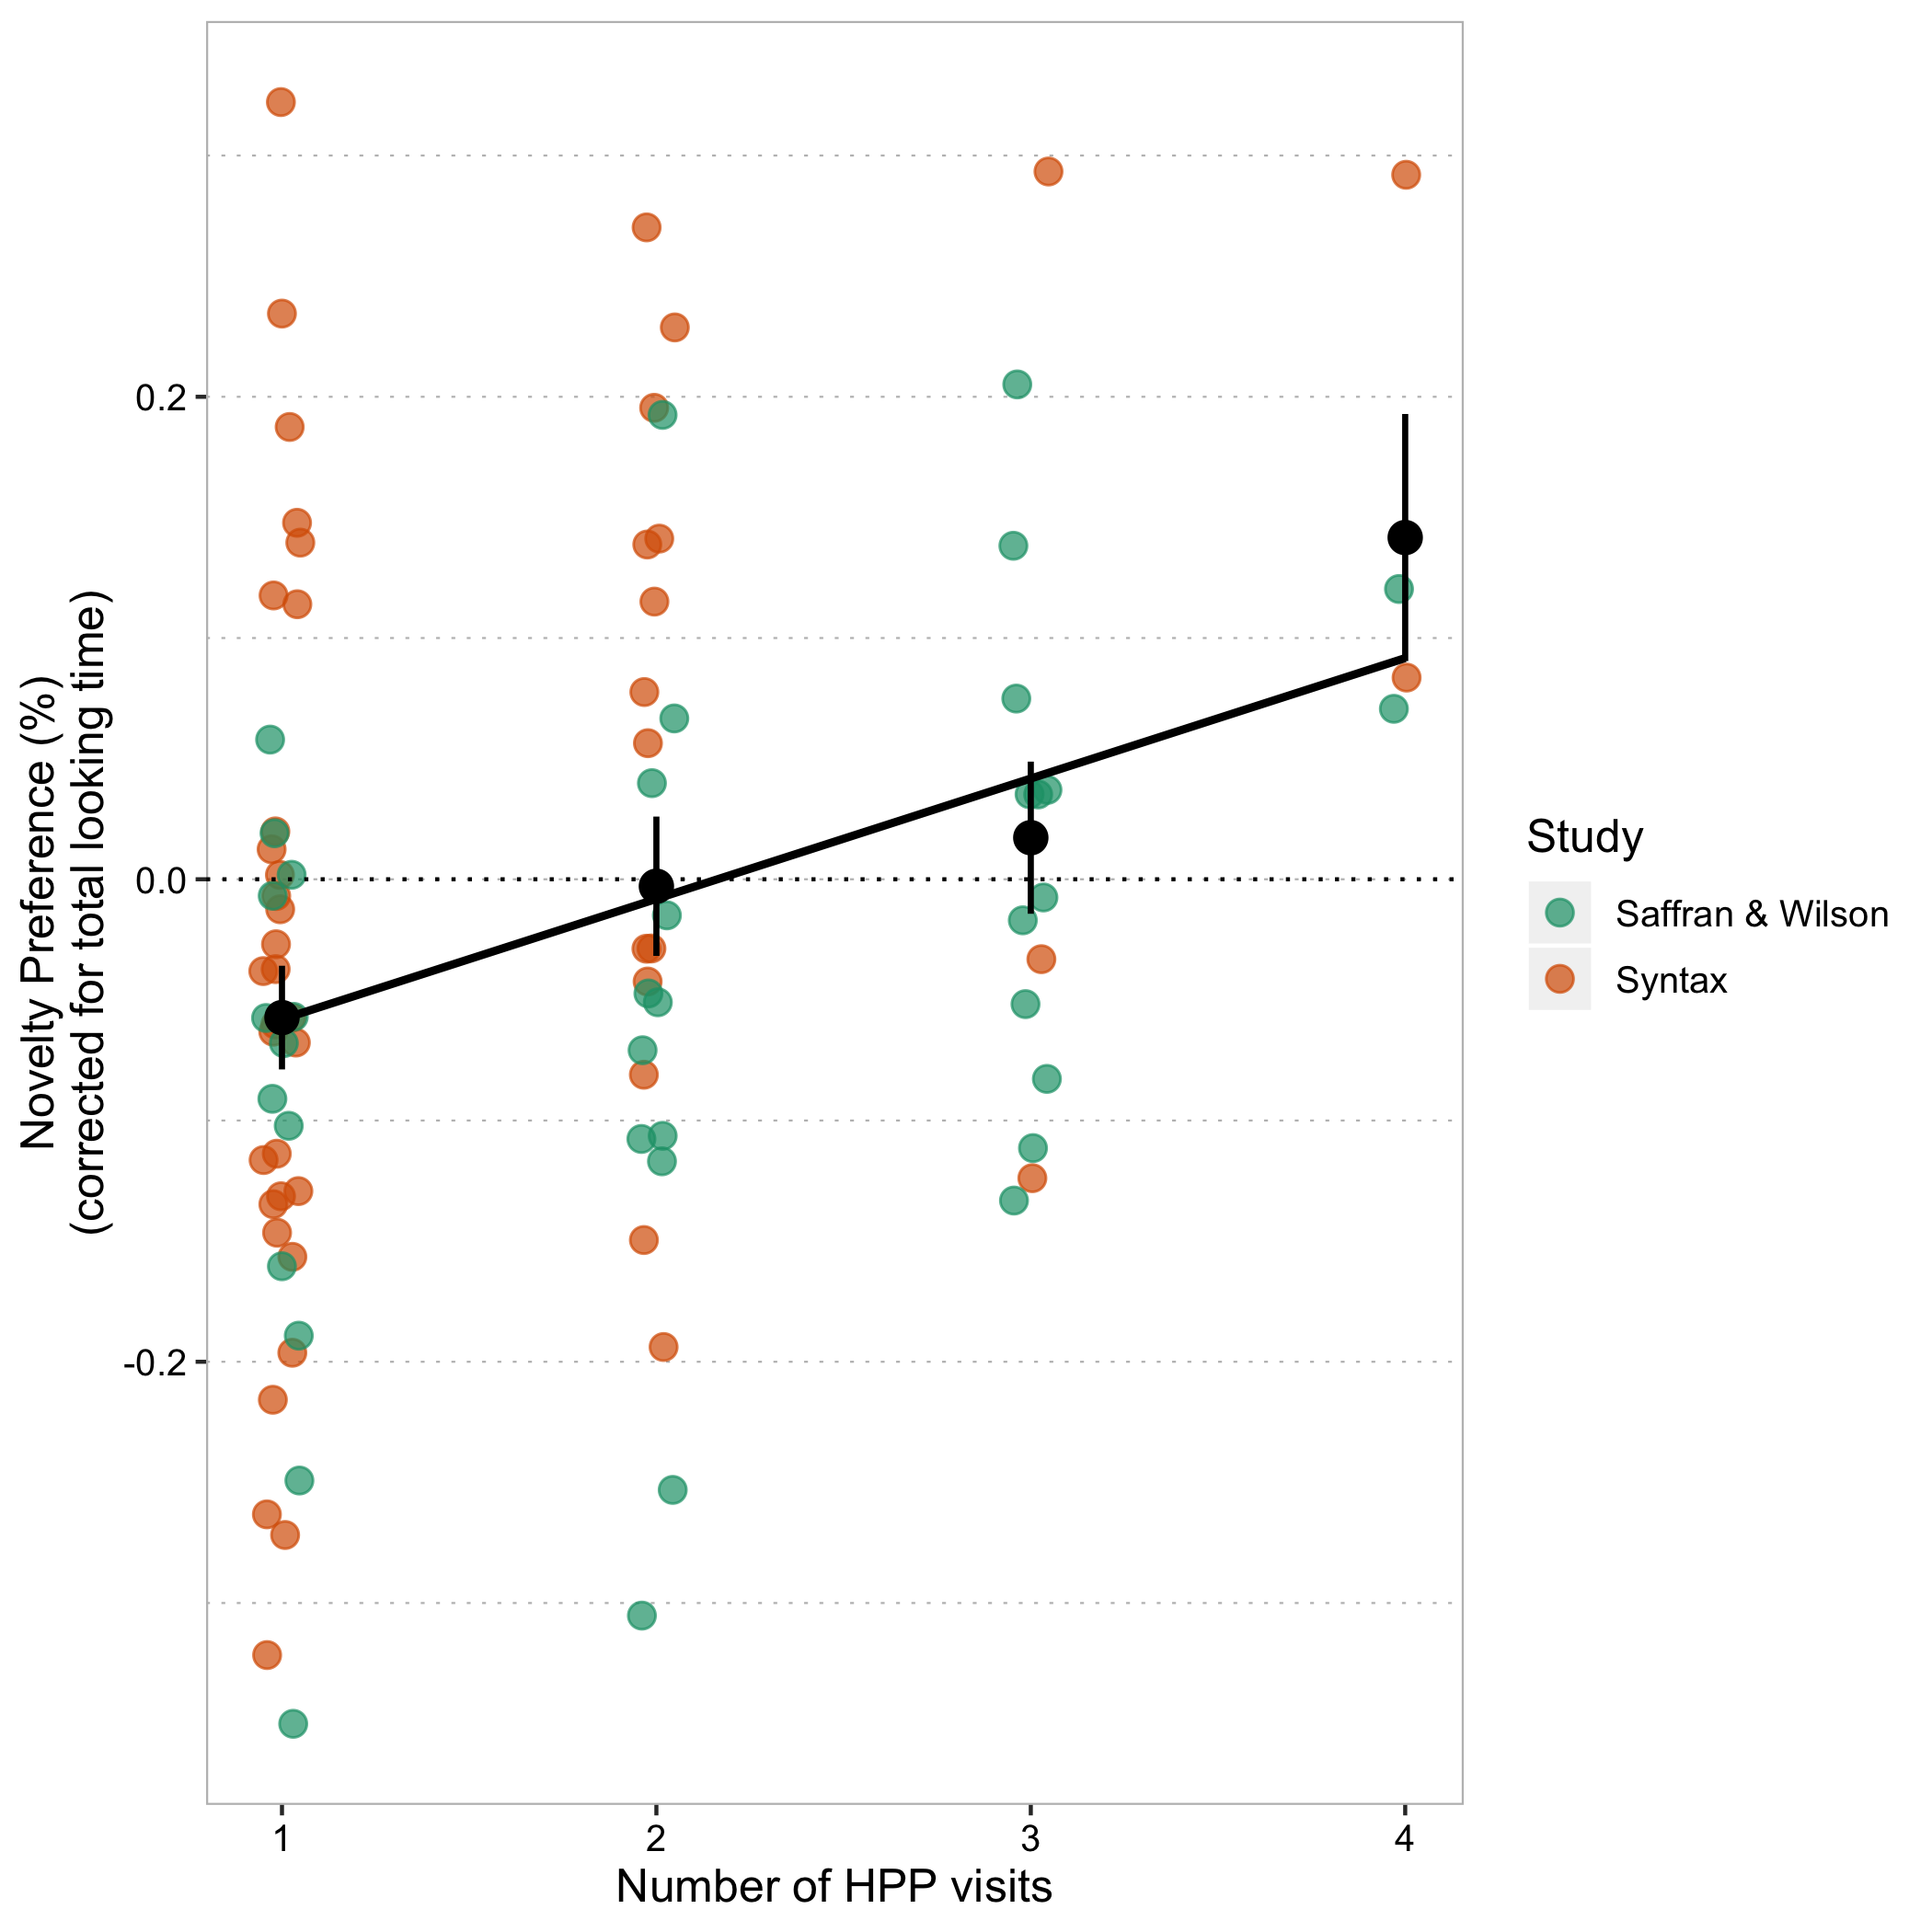 Novelty Preference (%)
(corrected for total looking time)
0.2
0.0
-0.2
1 2 3 4
Number of HPP visits
Study
Saffran & Wilson
Syntax